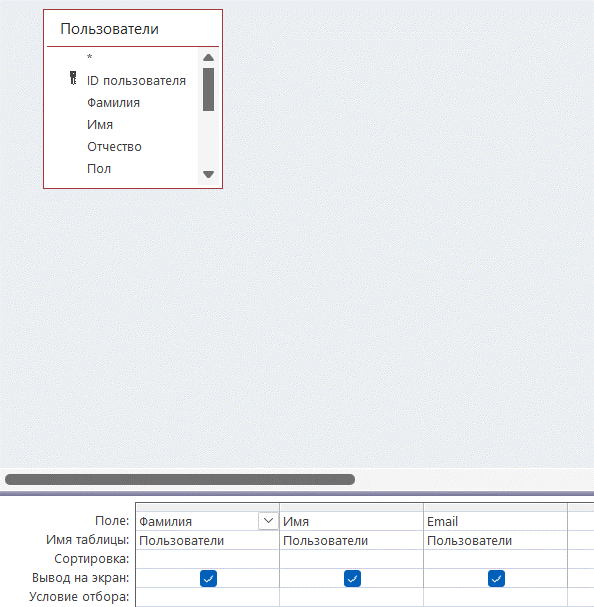 Пользователи
*
ID пользователя
Фамилия
Имя
Отчество
Пол
Поле: Фамилия Имя Email
Имя таблицы: Пользователи Пользователи Пользователи
Сортировка:
Вывод на экран:
Условие отбора: